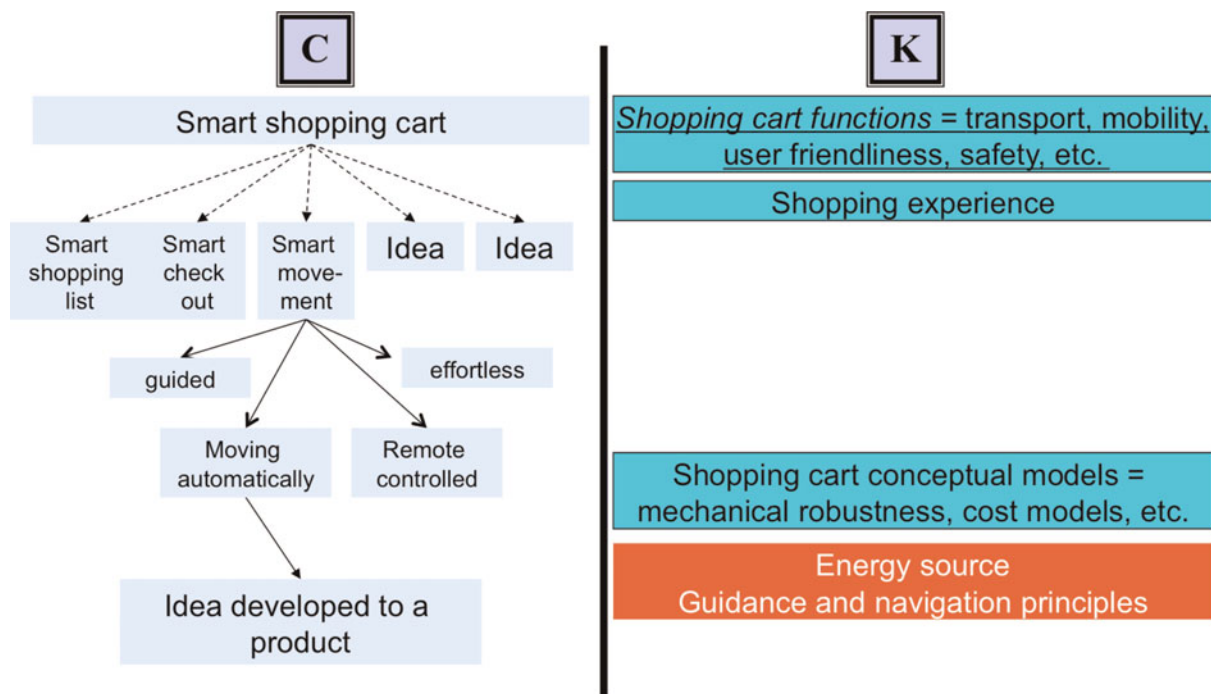 C
K
Smart shopping cart
Shopping cart functions = transport, mobility,
user friendliness, safety, etc.
Shopping experience
Smart
shopping
list
Smart
check
out
Smart
move-
ment
Idea
Idea
guided
effortless
Moving
automatically
Remote
controlled
Shopping cart conceptual models =
mechanical robustness, cost models, etc.
Energy source
Guidance and navigation principles
Idea developed to a
product